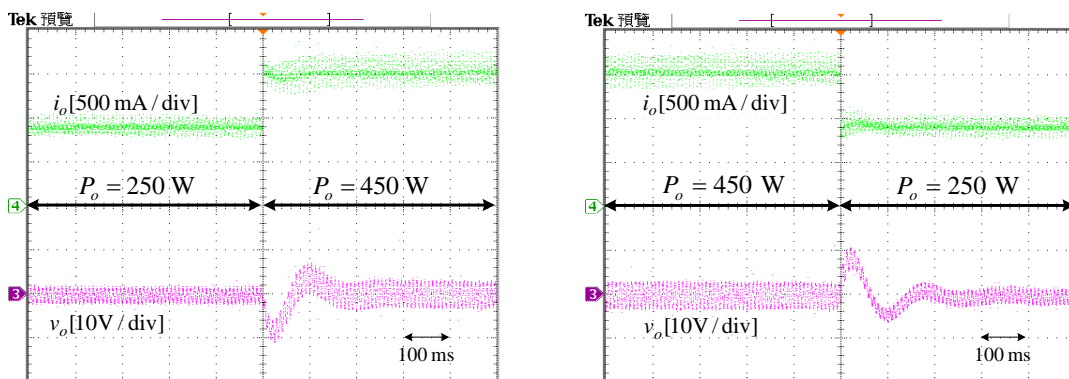 Tek 預覽
[ ]
i_o[500 mA / div]
P_o = 250 W
P_o = 450 W
4
3
v_o[10V / div]
100 ms
Tek 預覽
[ ]
i_o[500 mA / div]
P_o = 450 W
P_o = 250 W
4
3
v_o[10V / div]
100 ms